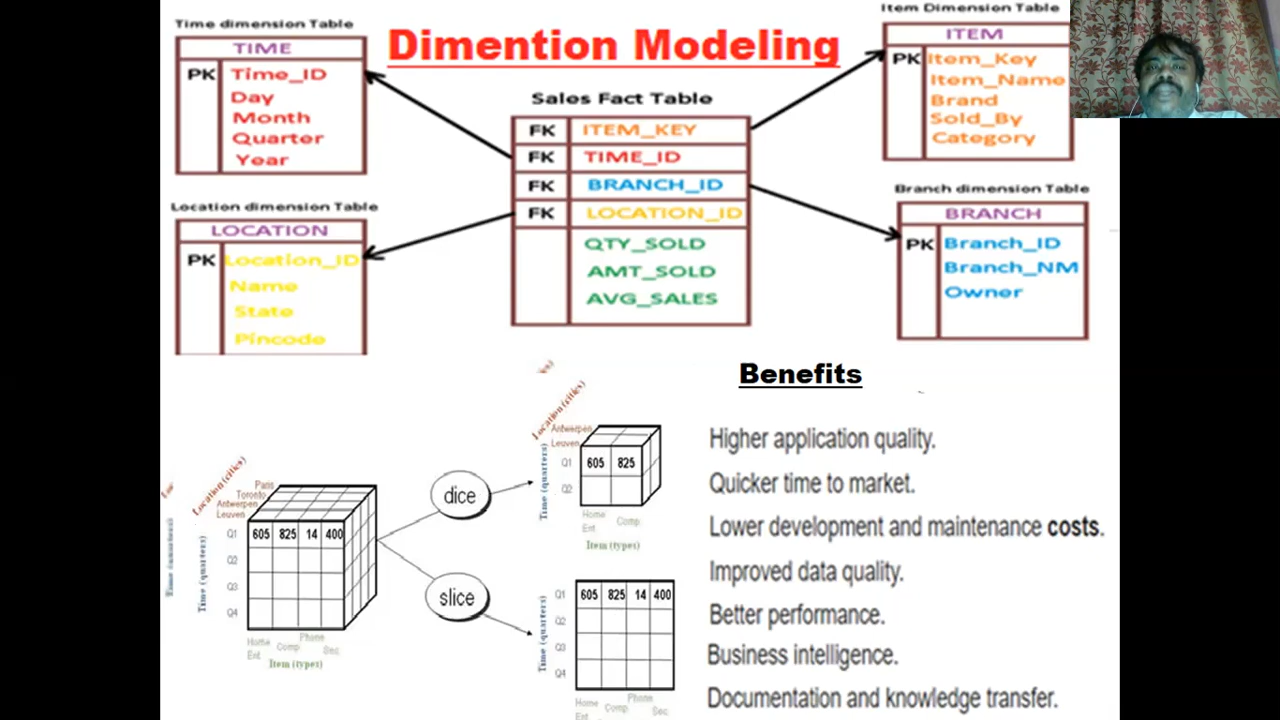 Time dimension Table
TIME
PK Time_ID
Day
Month
Quarter
Year
Dimention Modeling
Sales Fact Table
FK ITEM_KEY
FK TIME_ID
FK BRANCH_ID
FK LOCATION_ID
QTY_SOLD
AMT_SOLD
AVG_SALES
Item Dimension Table
ITEM
PK Item_Key
Item_Name
Brand
Sold_By
Category
Location dimension Table
LOCATION
PK Location_ID
Name
State
Pincode
Branch dimension Table
BRANCH
PK Branch_ID
Branch_NM
Owner
Location (cities)
Paris
Toronto
Antwerpen
Leuven
Time (quarters)
Q1 605 825 14 400
Q2
Q3
Q4
Home Phone
Ent Comp Sec
Item (types)
dice
slice
Location (cities)
Antwerpen
Leuven
Time (quarters)
Q1 605 825
Q2
Home Comp.
Ent
Item (types)
Time (quarters)
Q1 605 825 14 400
Q2
Q3
Q4
Home Phone
Ent Comp. Sec
Benefits
Higher application quality.
Quicker time to market.
Lower development and maintenance costs.
Improved data quality.
Better performance.
Business intelligence.
Documentation and knowledge transfer.